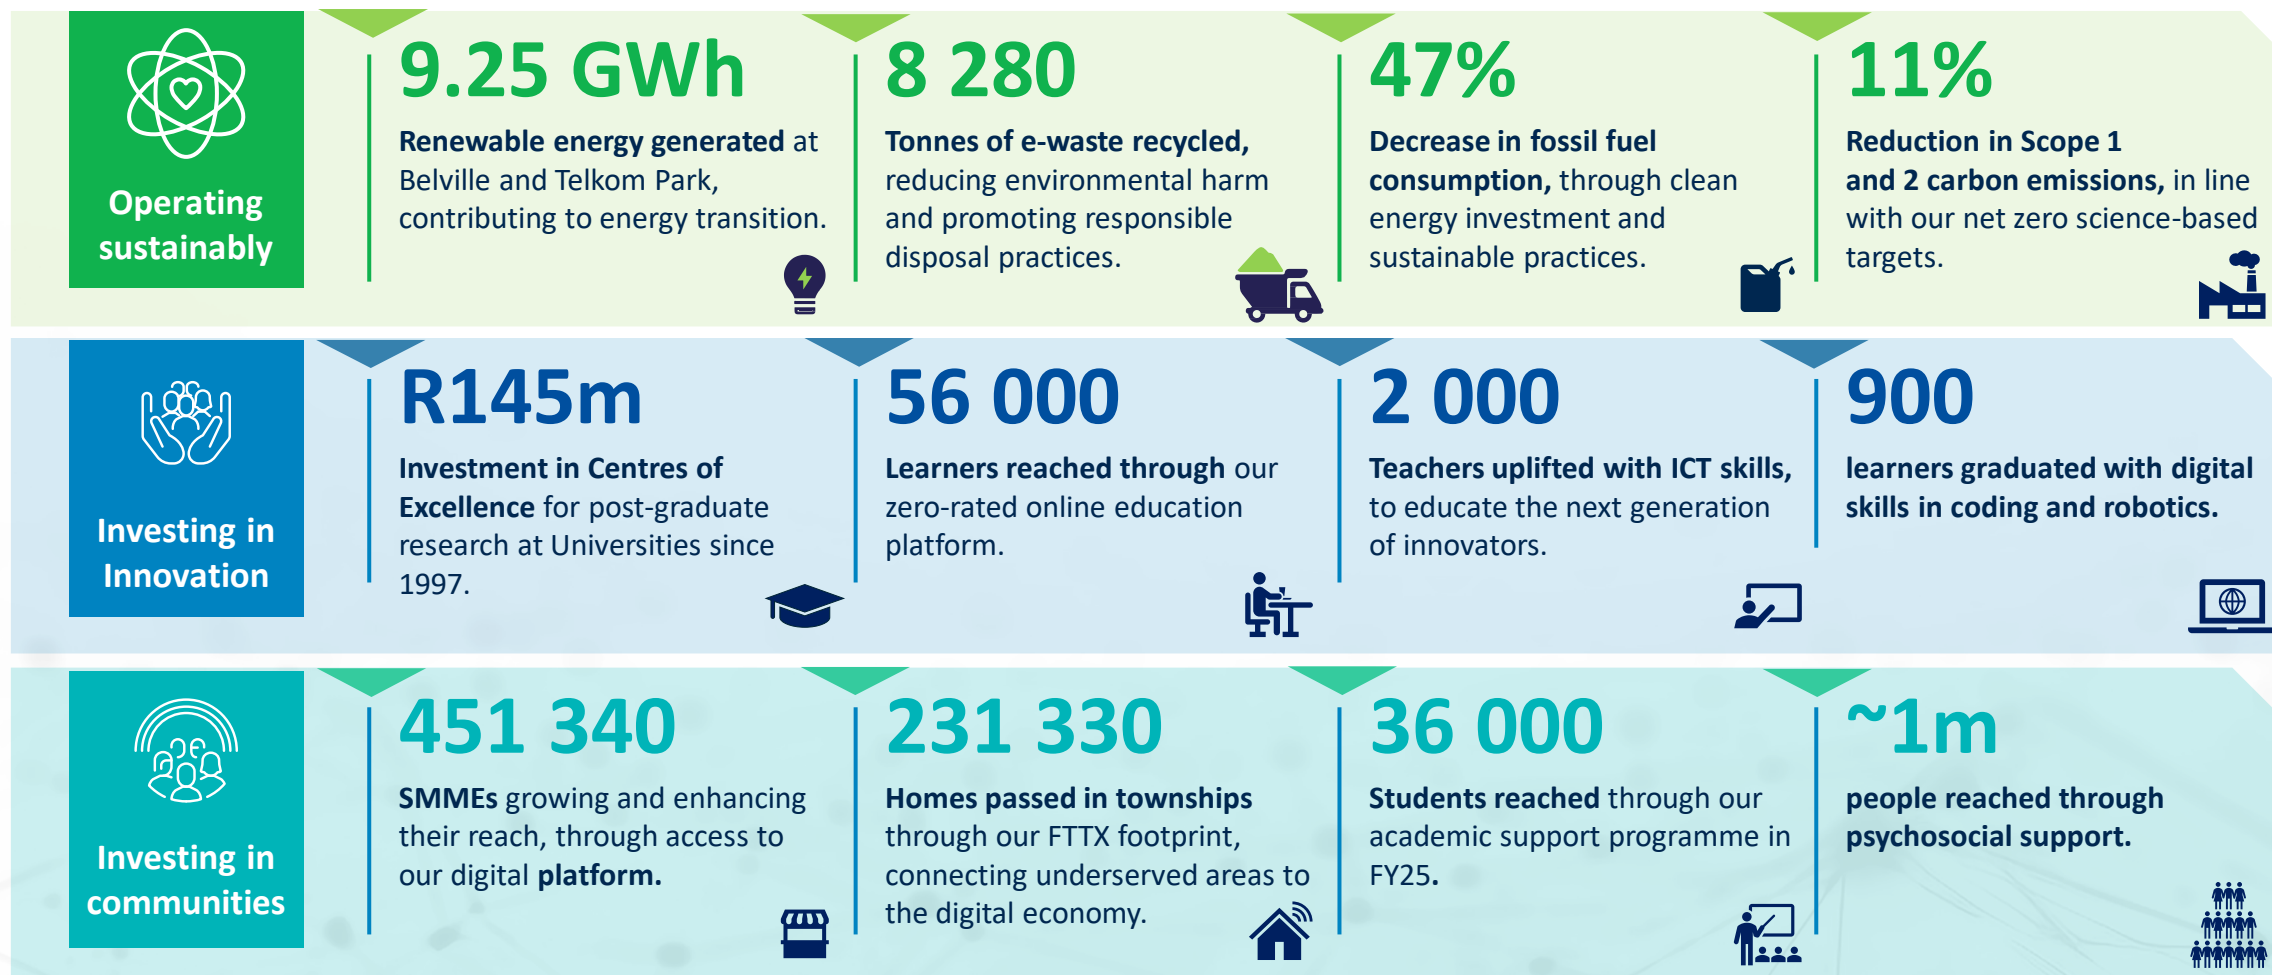 Operating
sustainably
9.25 GWh
Renewable energy generated at
Belville and Telkom Park,
contributing to energy transition.
8 280
Tonnes of e-waste recycled,
reducing environmental harm
and promoting responsible
disposal practices.
47%
Decrease in fossil fuel
consumption, through clean
energy investment and
sustainable practices.
11%
Reduction in Scope 1
and 2 carbon emissions, in line
with our net zero science-based
targets.
Investing in
Innovation
R145m
Investment in Centres of
Excellence for post-graduate
research at Universities since
1997.
56 000
Learners reached through our
zero-rated online education
platform.
2 000
Teachers uplifted with ICT skills,
to educate the next generation
of innovators.
900
learners graduated with digital
skills in coding and robotics.
Investing in
communities
451 340
SMMEs growing and enhancing
their reach, through access to
our digital platform.
231 330
Homes passed in townships
through our FTTX footprint,
connecting underserved areas to
the digital economy.
36 000
Students reached through our
academic support programme in
FY25.
~1m
people reached through
psychosocial support.